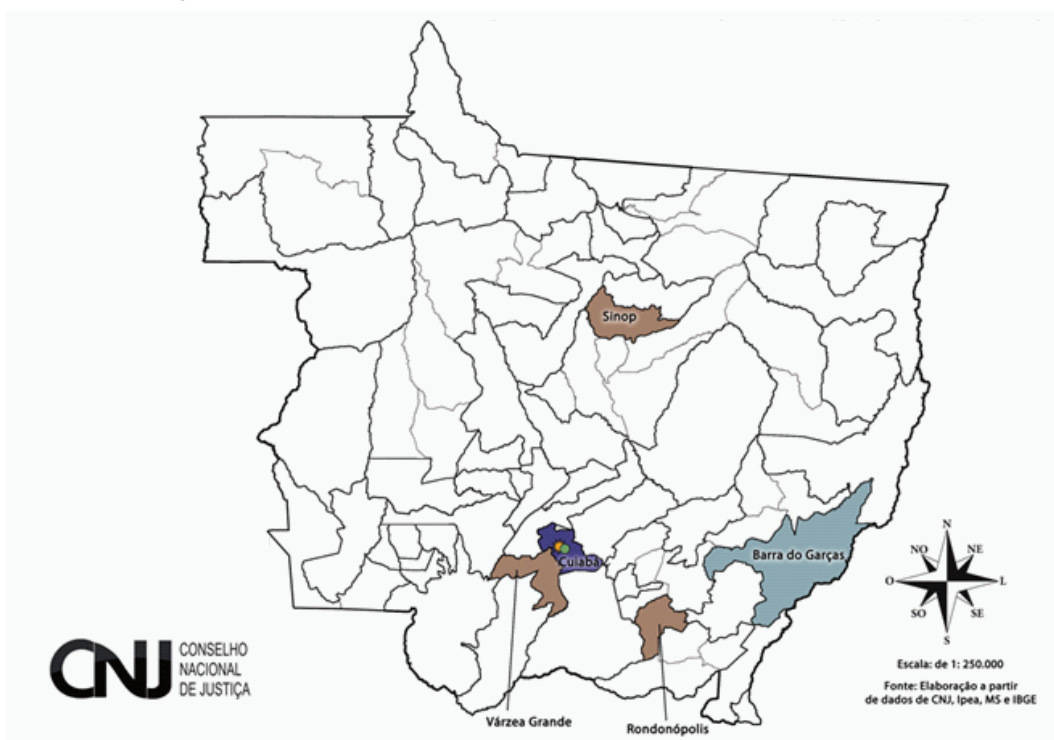 Sinop
Cuiabá
Barra do Garças
N
NO
NE
O
L
SO
SE
S
CNJ
CONSELHO
NACIONAL
DE JUSTIÇA
Escala: de 1: 250.000
Fonte: Elaboração a partir
de dados de CNJ, Ipea, MS e IBGE
Várzea Grande
Rondonópolis